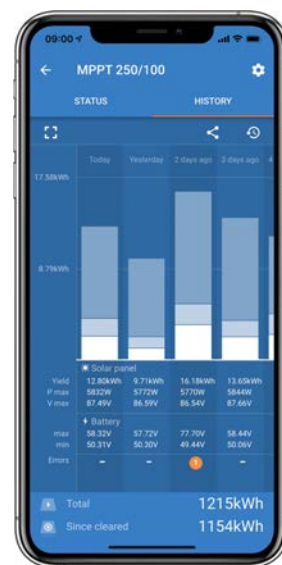 09:00
MPPT 250/100
STATUS HISTORY
Today Yesterday 2 days ago 3 days ago 4
17.58kWh
8.79kWh
Solar panel
Yield 12.80kWh 9.71kWh 16.18kWh 13.65kWh
P max 5832W 5772W 5770W 5844W
V max 87.49V 86.59V 86.54V 87.66V
Battery
max 58.32V 57.72V 77.70V 58.44V
min 50.31V 50.30V 49.44V 50.06V
Errors - - 1 -
Total 1215kWh
Since cleared 1154kWh